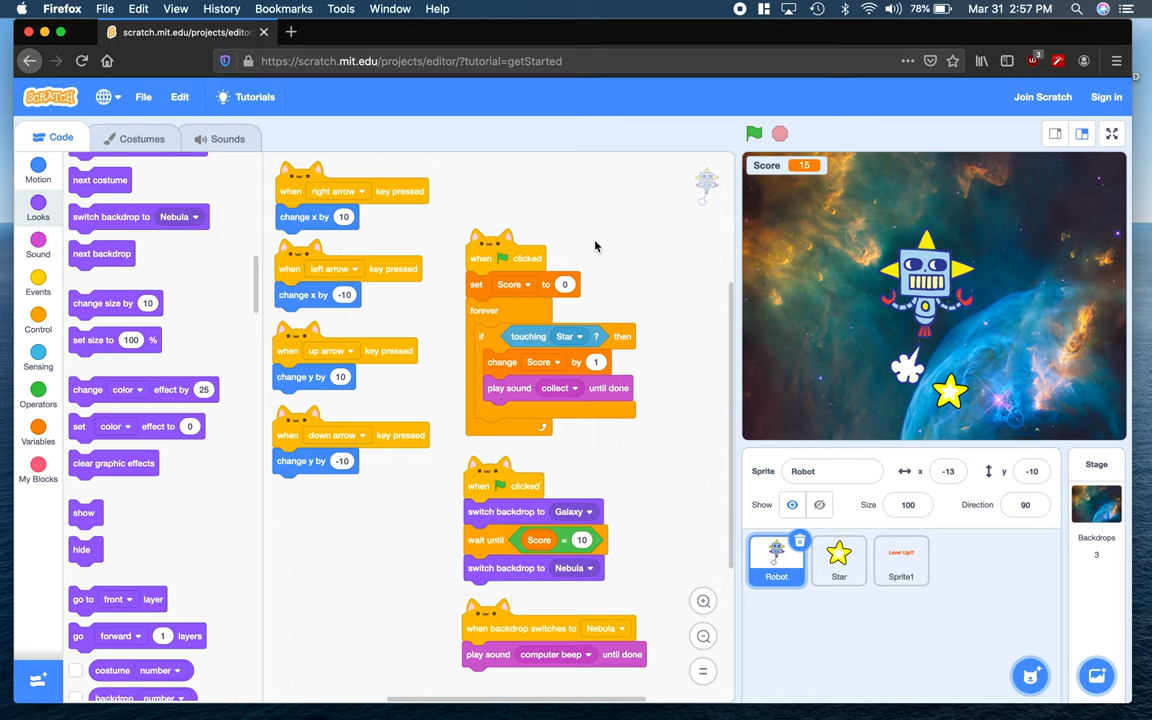 Firefox File Edit View History Bookmarks Tools Window Help 78% Mar 31 2:57 PM
scratch.mit.edu/projects/editor
https://scratch.mit.edu/projects/editor/?tutorial=getStarted 3
SCRATCH File Edit Tutorials Join Scratch Sign in
Code Costumes Sounds
Motion
Looks
Sound
Events
Control
Sensing
Operators
Variables
My Blocks
next costume
switch backdrop to Nebula
next backdrop
change size by 10
set size to 100 %
change color effect by 25
set color effect to 0
clear graphic effects
show
hide
go to front layer
go forward 1 layers
costume number
backdrop number
when right arrow key pressed
change x by 10
when left arrow key pressed
change x by -10
when up arrow key pressed
change y by 10
when down arrow key pressed
change y by -10
when clicked
set Score to 0
forever
if touching Star ? then
change Score by 1
play sound collect until done
when clicked
switch backdrop to Galaxy
wait until Score = 10
switch backdrop to Nebula
when backdrop switches to Nebula
play sound computer beep until done
Score 15
Sprite Robot x -13 y -10
Show Size 100 Direction 90
Robot
Star
Level Up!!
Sprite1
Stage
Backdrops
3